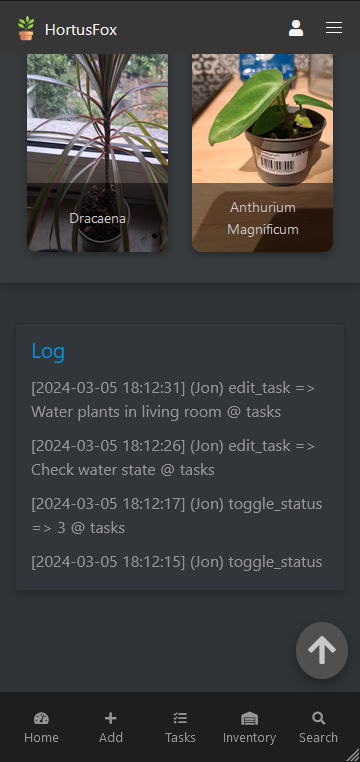 HortusFox
Dracaena
Anthurium
Magnificum
Log
[2024-03-05 18:12:31] (Jon) edit_task =>
Water plants in living room @ tasks
[2024-03-05 18:12:26] (Jon) edit_task =>
Check water state @ tasks
[2024-03-05 18:12:17] (Jon) toggle_status
=> 3 @ tasks
[2024-03-05 18:12:15] (Jon) toggle_status
Home
Add
Tasks
Inventory
Search